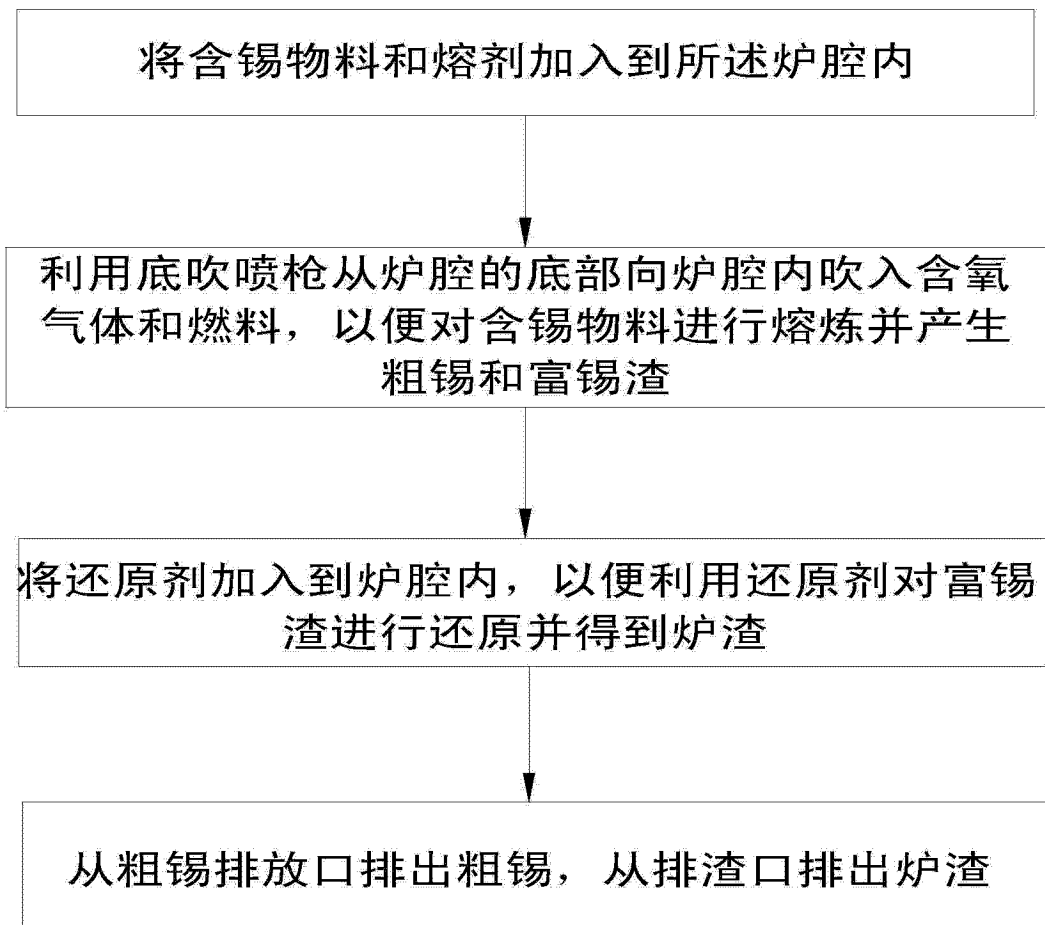 将含锡物料和熔剂加入到所述炉腔内
利用底吹喷枪从炉腔的底部向炉腔内吹入含氧
气体和燃料，以便对含锡物料进行熔炼并产生
粗锡和富锡渣
将还原剂加入到炉腔内，以便利用还原剂对富锡
渣进行还原并得到炉渣
从粗锡排放口排出粗锡，从排渣口排出炉渣